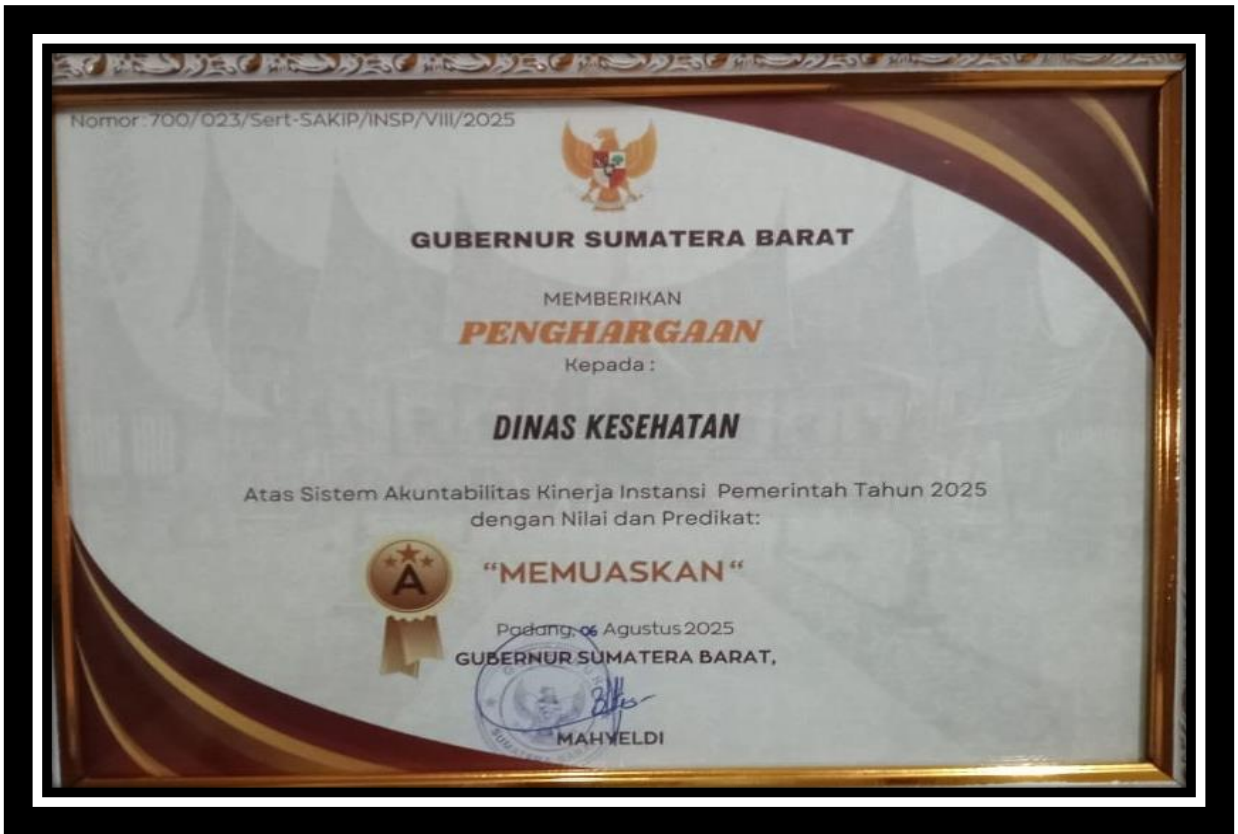 Nomor: 700/023/Sert-SAKIP/INSP/VIII/2025
GUBERNUR SUMATERA BARAT
MEMBERIKAN
PENGHARGAAN
Kepada :
DINAS KESEHATAN
Atas Sistem Akuntabilitas Kinerja Instansi Pemerintah Tahun 2025
dengan Nilai dan Predikat:
A
“MEMUASKAN“
Padang, 06 Agustus 2025
GUBERNUR SUMATERA BARAT,
MAHYELDI